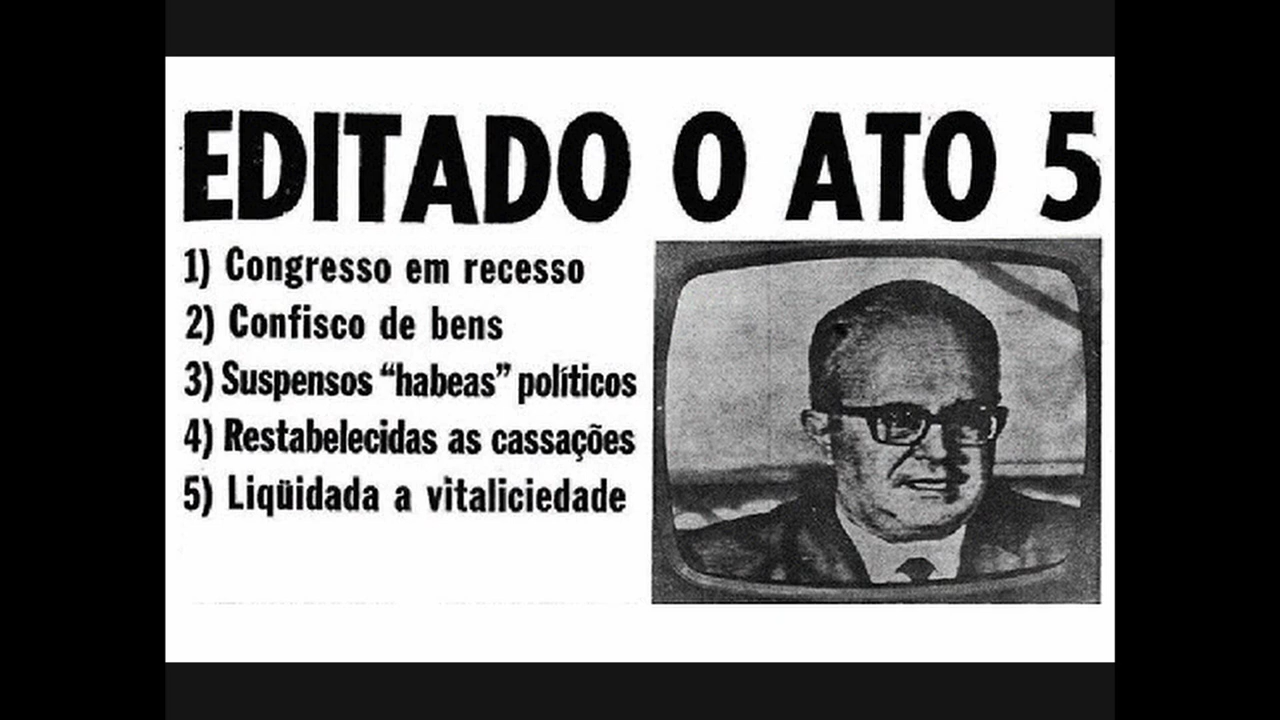 EDITADO O ATO 5
1) Congresso em recesso
2) Confisco de bens
3) Suspensos “habeas” políticos
4) Restabelecidas as cassações
5) Liqüidada a vitaliciedade